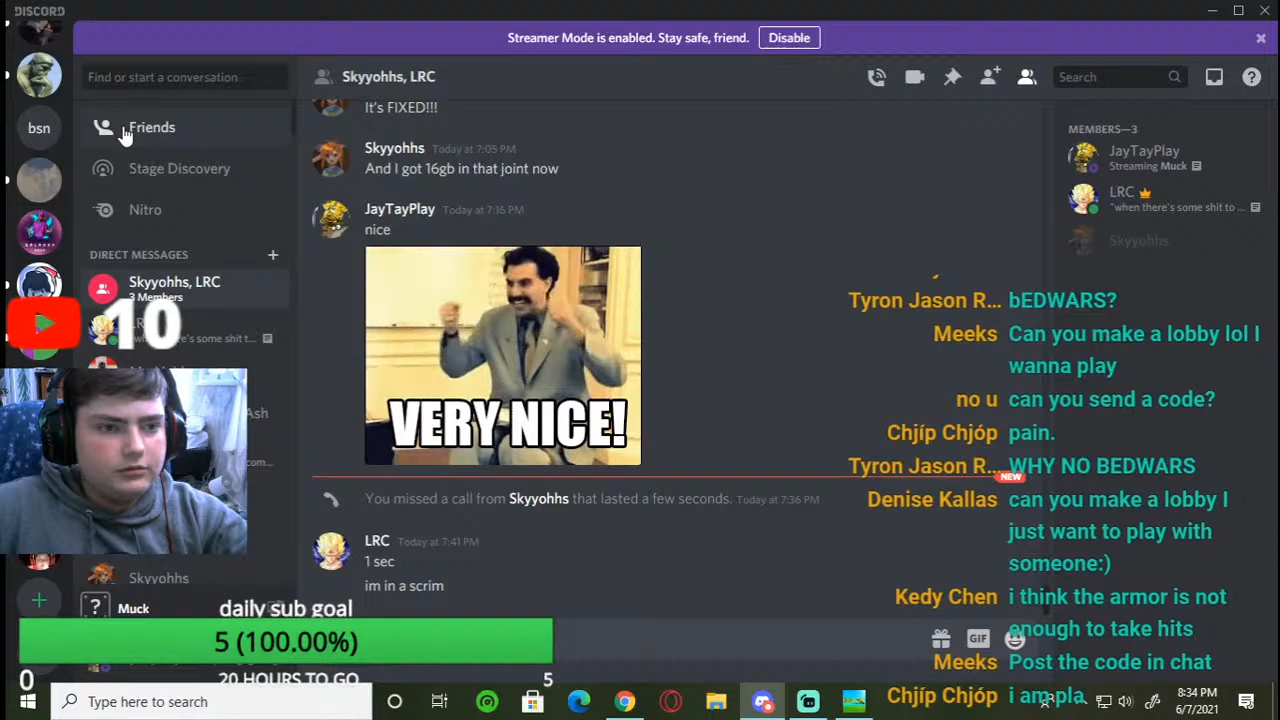 DISCORD
Streamer Mode is enabled. Stay safe, friend. Disable
Find or start a conversation
Skyyohhs, LRC
Search
Friends
Stage Discovery
Nitro
DIRECT MESSAGES
Skyyohhs, LRC
3 Members
bsn
Skyyohhs
Muck
It's FIXED!!!
Skyyohhs Today at 7:05 PM
And I got 16gb in that joint now
JayTayPlay Today at 7:16 PM
nice
VERY NICE!
NEW
You missed a call from Skyyohhs that lasted a few seconds. Today at 7:36 PM
LRC Today at 7:41 PM
1 sec
im in a scrim
GIF
MEMBERS—3
JayTayPlay
Streaming Muck
LRC
"when there's some shit to ...
Skyyohhs
10
Tyron Jason R... bEDWARS?
Meeks Can you make a lobby lol I
wanna play
no u can you send a code?
Chjíp Chjóp pain.
Tyron Jason R... WHY NO BEDWARS
Denise Kallas can you make a lobby I
just want to play with
someone:)
Kedy Chen i think the armor is not
enough to take hits
Meeks Post the code in chat
Chjíp Chjóp i am pla
daily sub goal
5 (100.00%)
0
20 HOURS TO GO
5
Type here to search
8:34 PM
6/7/2021